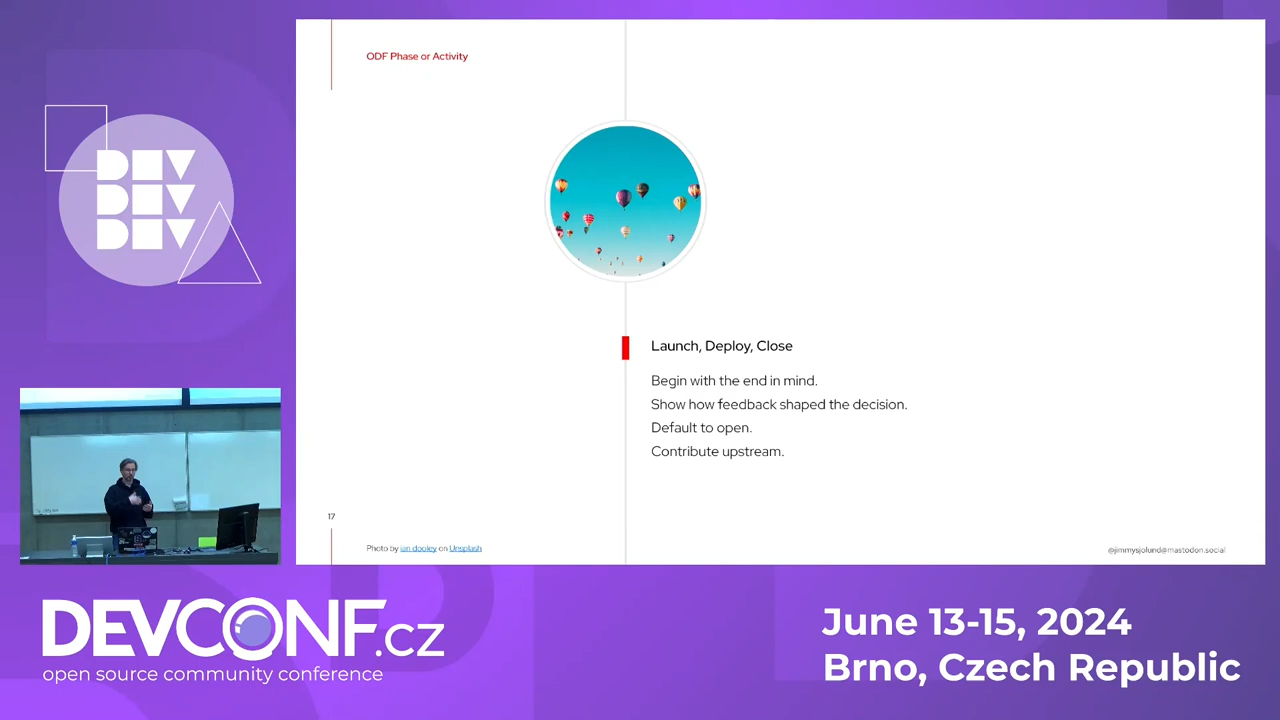 DEV
DEV
DEV
ODF Phase or Activity
Launch, Deploy, Close
Begin with the end in mind.
Show how feedback shaped the decision.
Default to open.
Contribute upstream.
17
Photo by ian dooley on Unsplash
@jimmysjolund@mastodon.social
DEVCONF.cz
open source community conference
June 13-15, 2024
Brno, Czech Republic